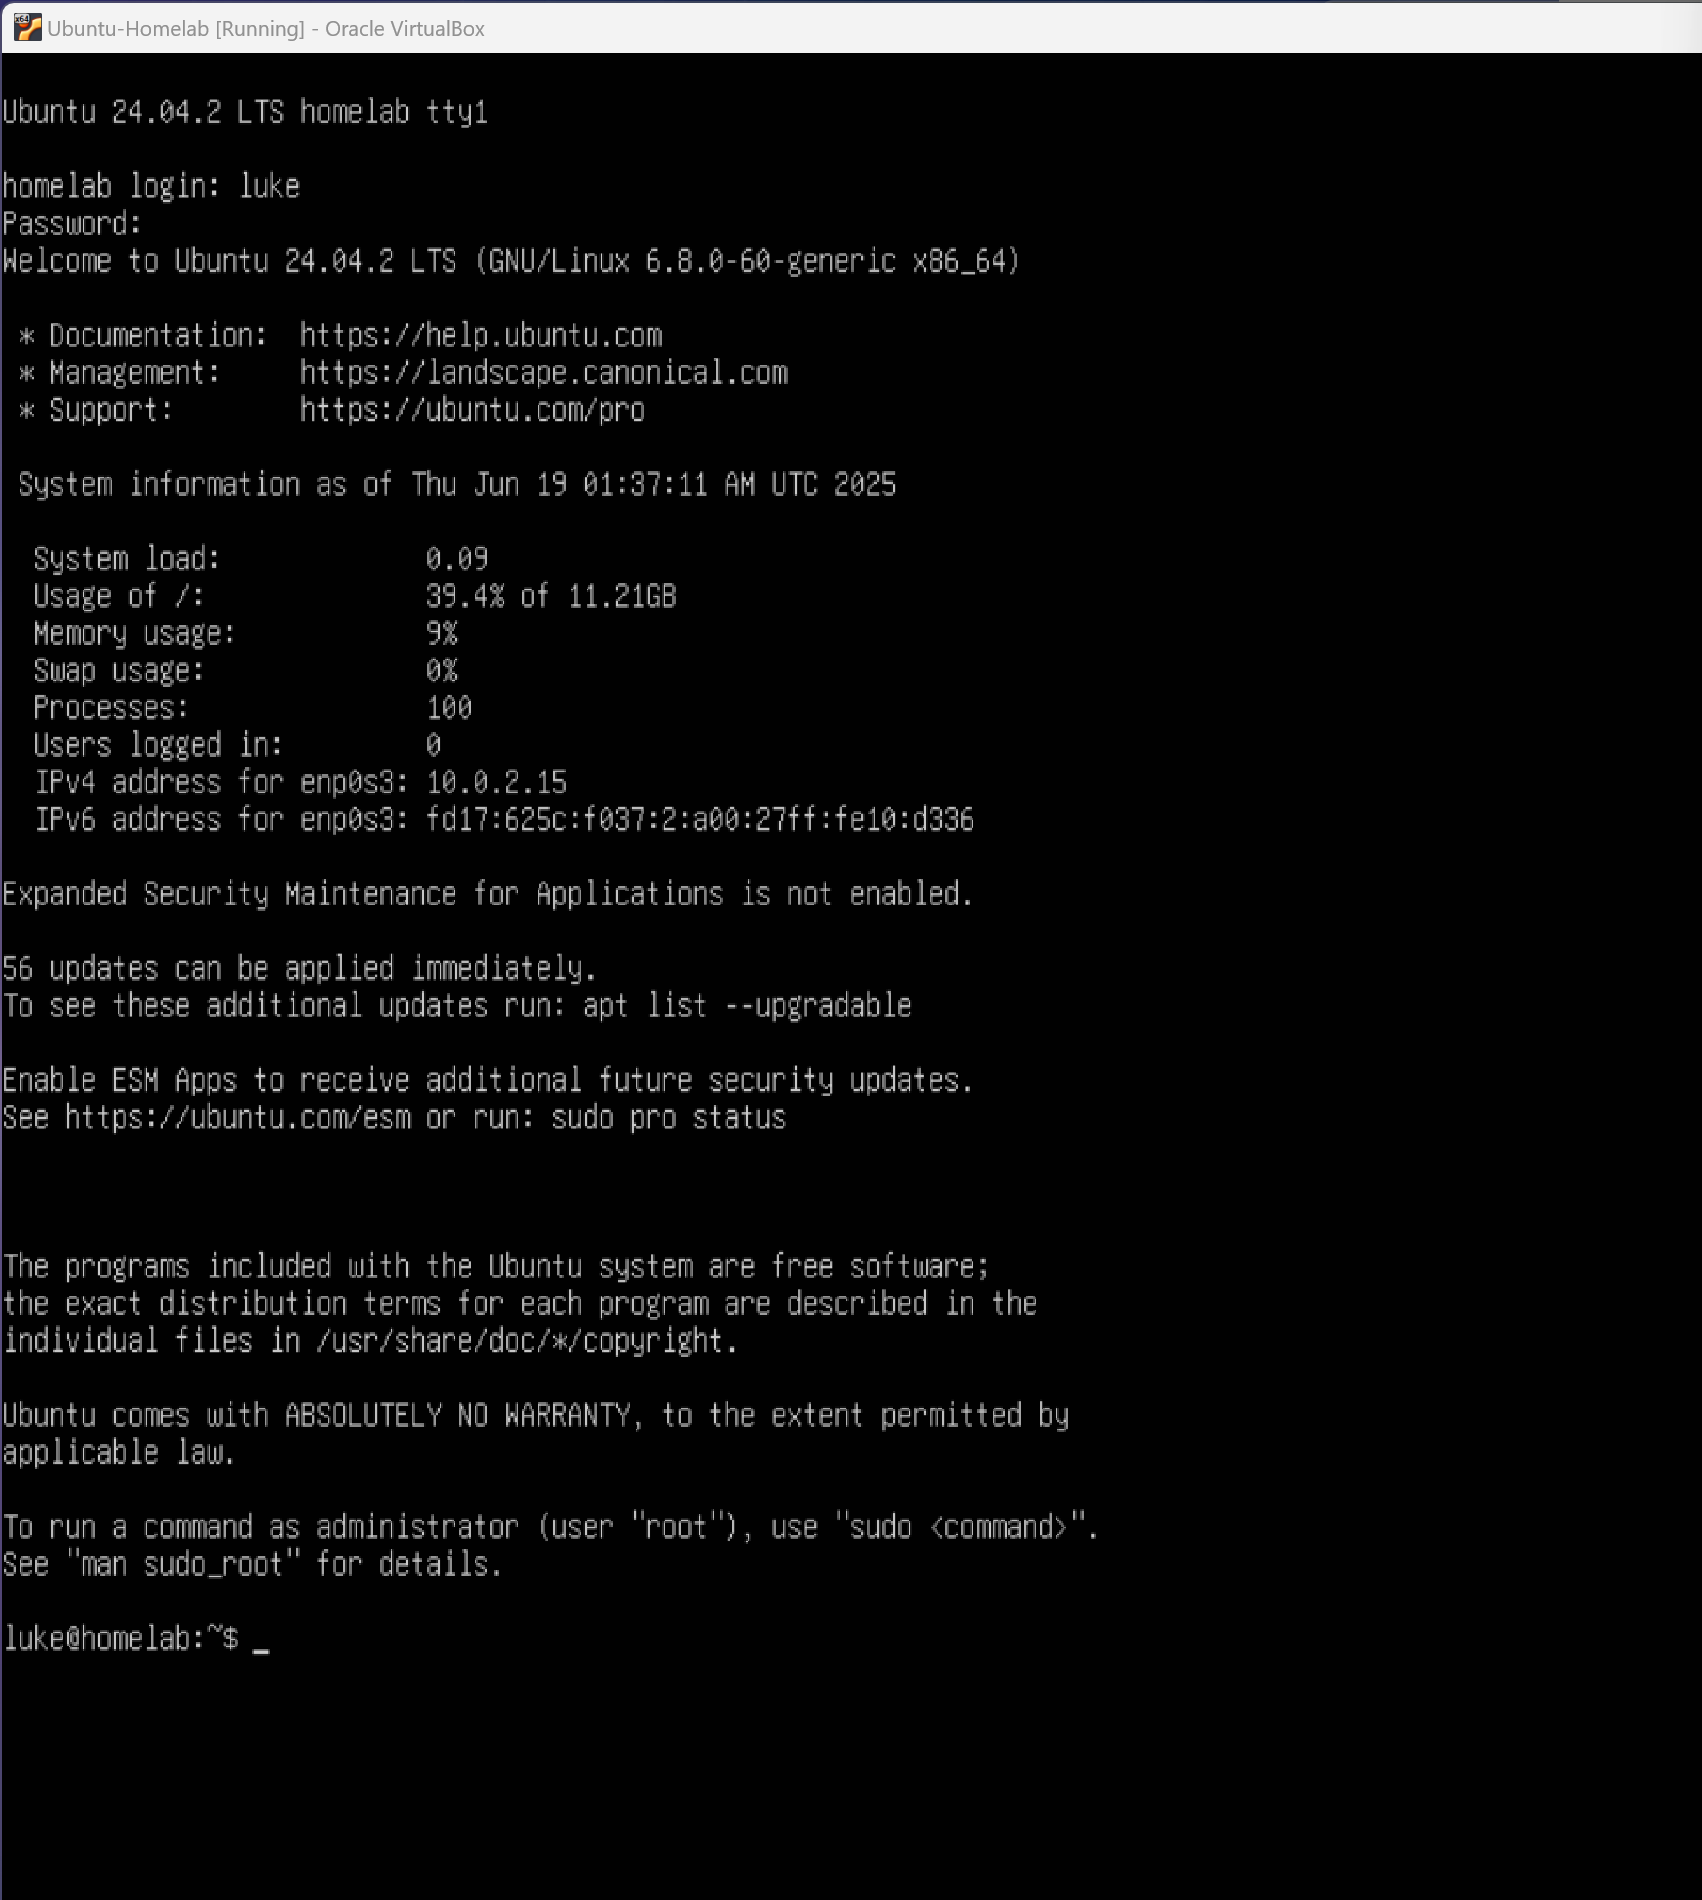 Ubuntu-Homelab [Running] - Oracle VirtualBox
Ubuntu 24.04.2 LTS homelab tty1
homelab login: luke
Password:
Welcome to Ubuntu 24.04.2 LTS (GNU/Linux 6.8.0-60-generic x86_64)
* Documentation:  https://help.ubuntu.com
* Management:     https://landscape.canonical.com
* Support:        https://ubuntu.com/pro
System information as of Thu Jun 19 01:37:11 AM UTC 2025
System load:             0.09
Usage of /:              39.4% of 11.21GB
Memory usage:            9%
Swap usage:              0%
Processes:               100
Users logged in:         0
IPv4 address for enp0s3: 10.0.2.15
IPv6 address for enp0s3: fd17:625c:f037:2:a00:27ff:fe10:d336
Expanded Security Maintenance for Applications is not enabled.
56 updates can be applied immediately.
To see these additional updates run: apt list --upgradable
Enable ESM Apps to receive additional future security updates.
See https://ubuntu.com/esm or run: sudo pro status
The programs included with the Ubuntu system are free software;
the exact distribution terms for each program are described in the
individual files in /usr/share/doc/*/copyright.
Ubuntu comes with ABSOLUTELY NO WARRANTY, to the extent permitted by
applicable law.
To run a command as administrator (user "root"), use "sudo <command>".
See "man sudo_root" for details.
luke@homelab:~$ _